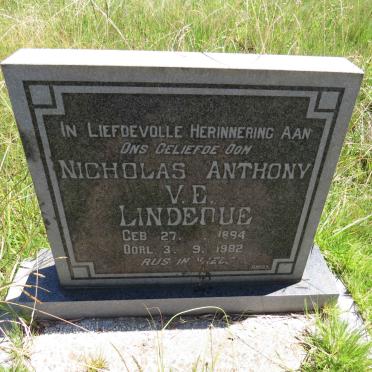 IN LIEFDEVOLLE HERINNERING AAN
ONS GELIEFDE OOM
NICHOLAS ANTHONY
V.E.
LINDEQUE
GEB 27. 1894
OORL 3. 9. 1982
RUS IN